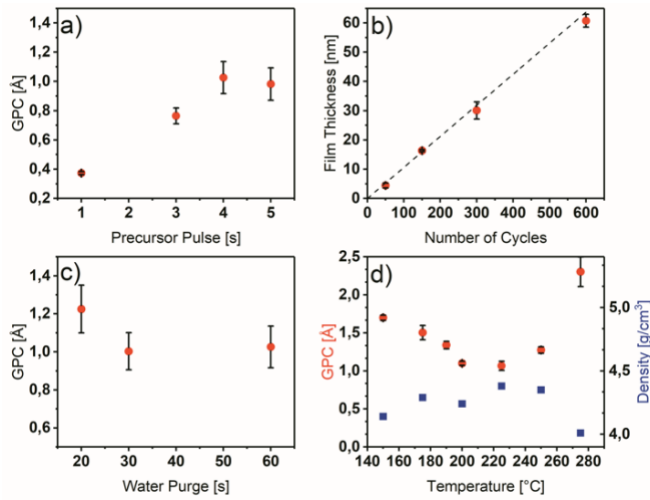 a)
1,4
1,2
1,0
0,8
0,6
0,4
0,2
GPC [Å]
1 2 3 4 5
Precursor Pulse [s]
b)
60
50
40
30
20
10
0
Film Thickness [nm]
0 100 200 300 400 500 600
Number of Cycles
c)
1,4
1,2
1,0
0,8
0,6
GPC [Å]
20 30 40 50 60
Water Purge [s]
d)
2,5
2,0
1,5
1,0
0,5
0,0
GPC [Å]
5,0
4,5
4,0
Density [g/cm³]
140 160 180 200 220 240 260 280
Temperature [°C]